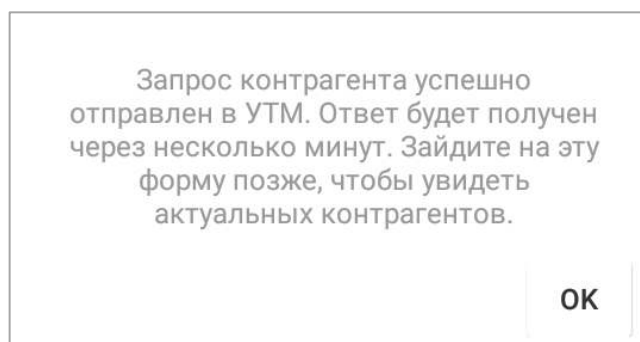 Запрос контрагента успешно
отправлен в УТМ. Ответ будет получен
через несколько минут. Зайдите на эту
форму позже, чтобы увидеть
актуальных контрагентов.
ОК